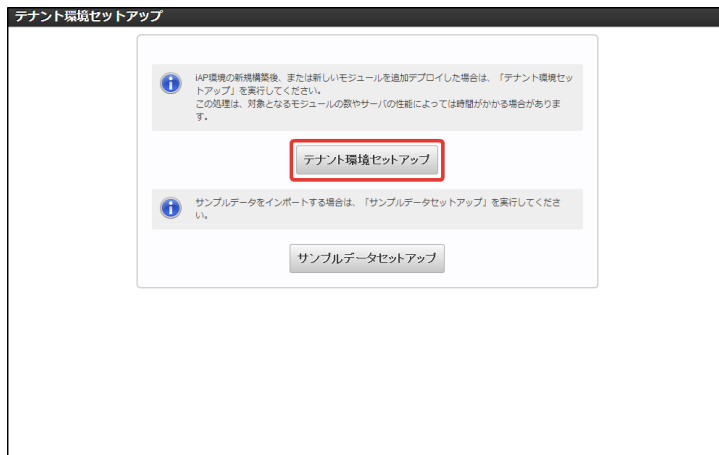 テナント環境セットアップ
iAP環境の新規構築後、または新しいモジュールを追加デプロイした場合は、「テナント環境セッ
トアップ」を実行してください。
この処理は、対象となるモジュールの数やサーバの性能によっては時間がかかる場合がありま
す。
テナント環境セットアップ
サンプルデータをインポートする場合は、「サンプルデータセットアップ」を実行してくださ
い。
サンプルデータセットアップ